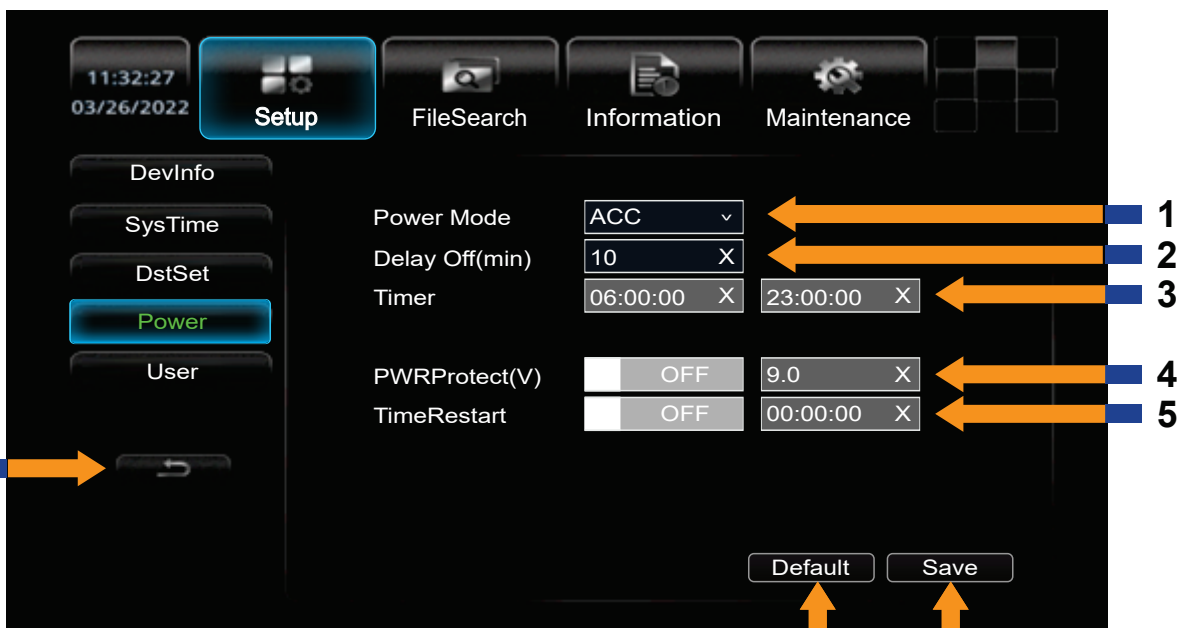 11:32:27
03/26/2022
Setup
FileSearch
Information
Maintenance
DevInfo
SysTime
DstSet
Power
User
Power Mode ACC 1
Delay Off(min) 10 X 2
Timer 06:00:00 X 23:00:00 X 3
PWRProtect(V) OFF 9.0 X 4
TimeRestart OFF 00:00:00 X 5
Default Save